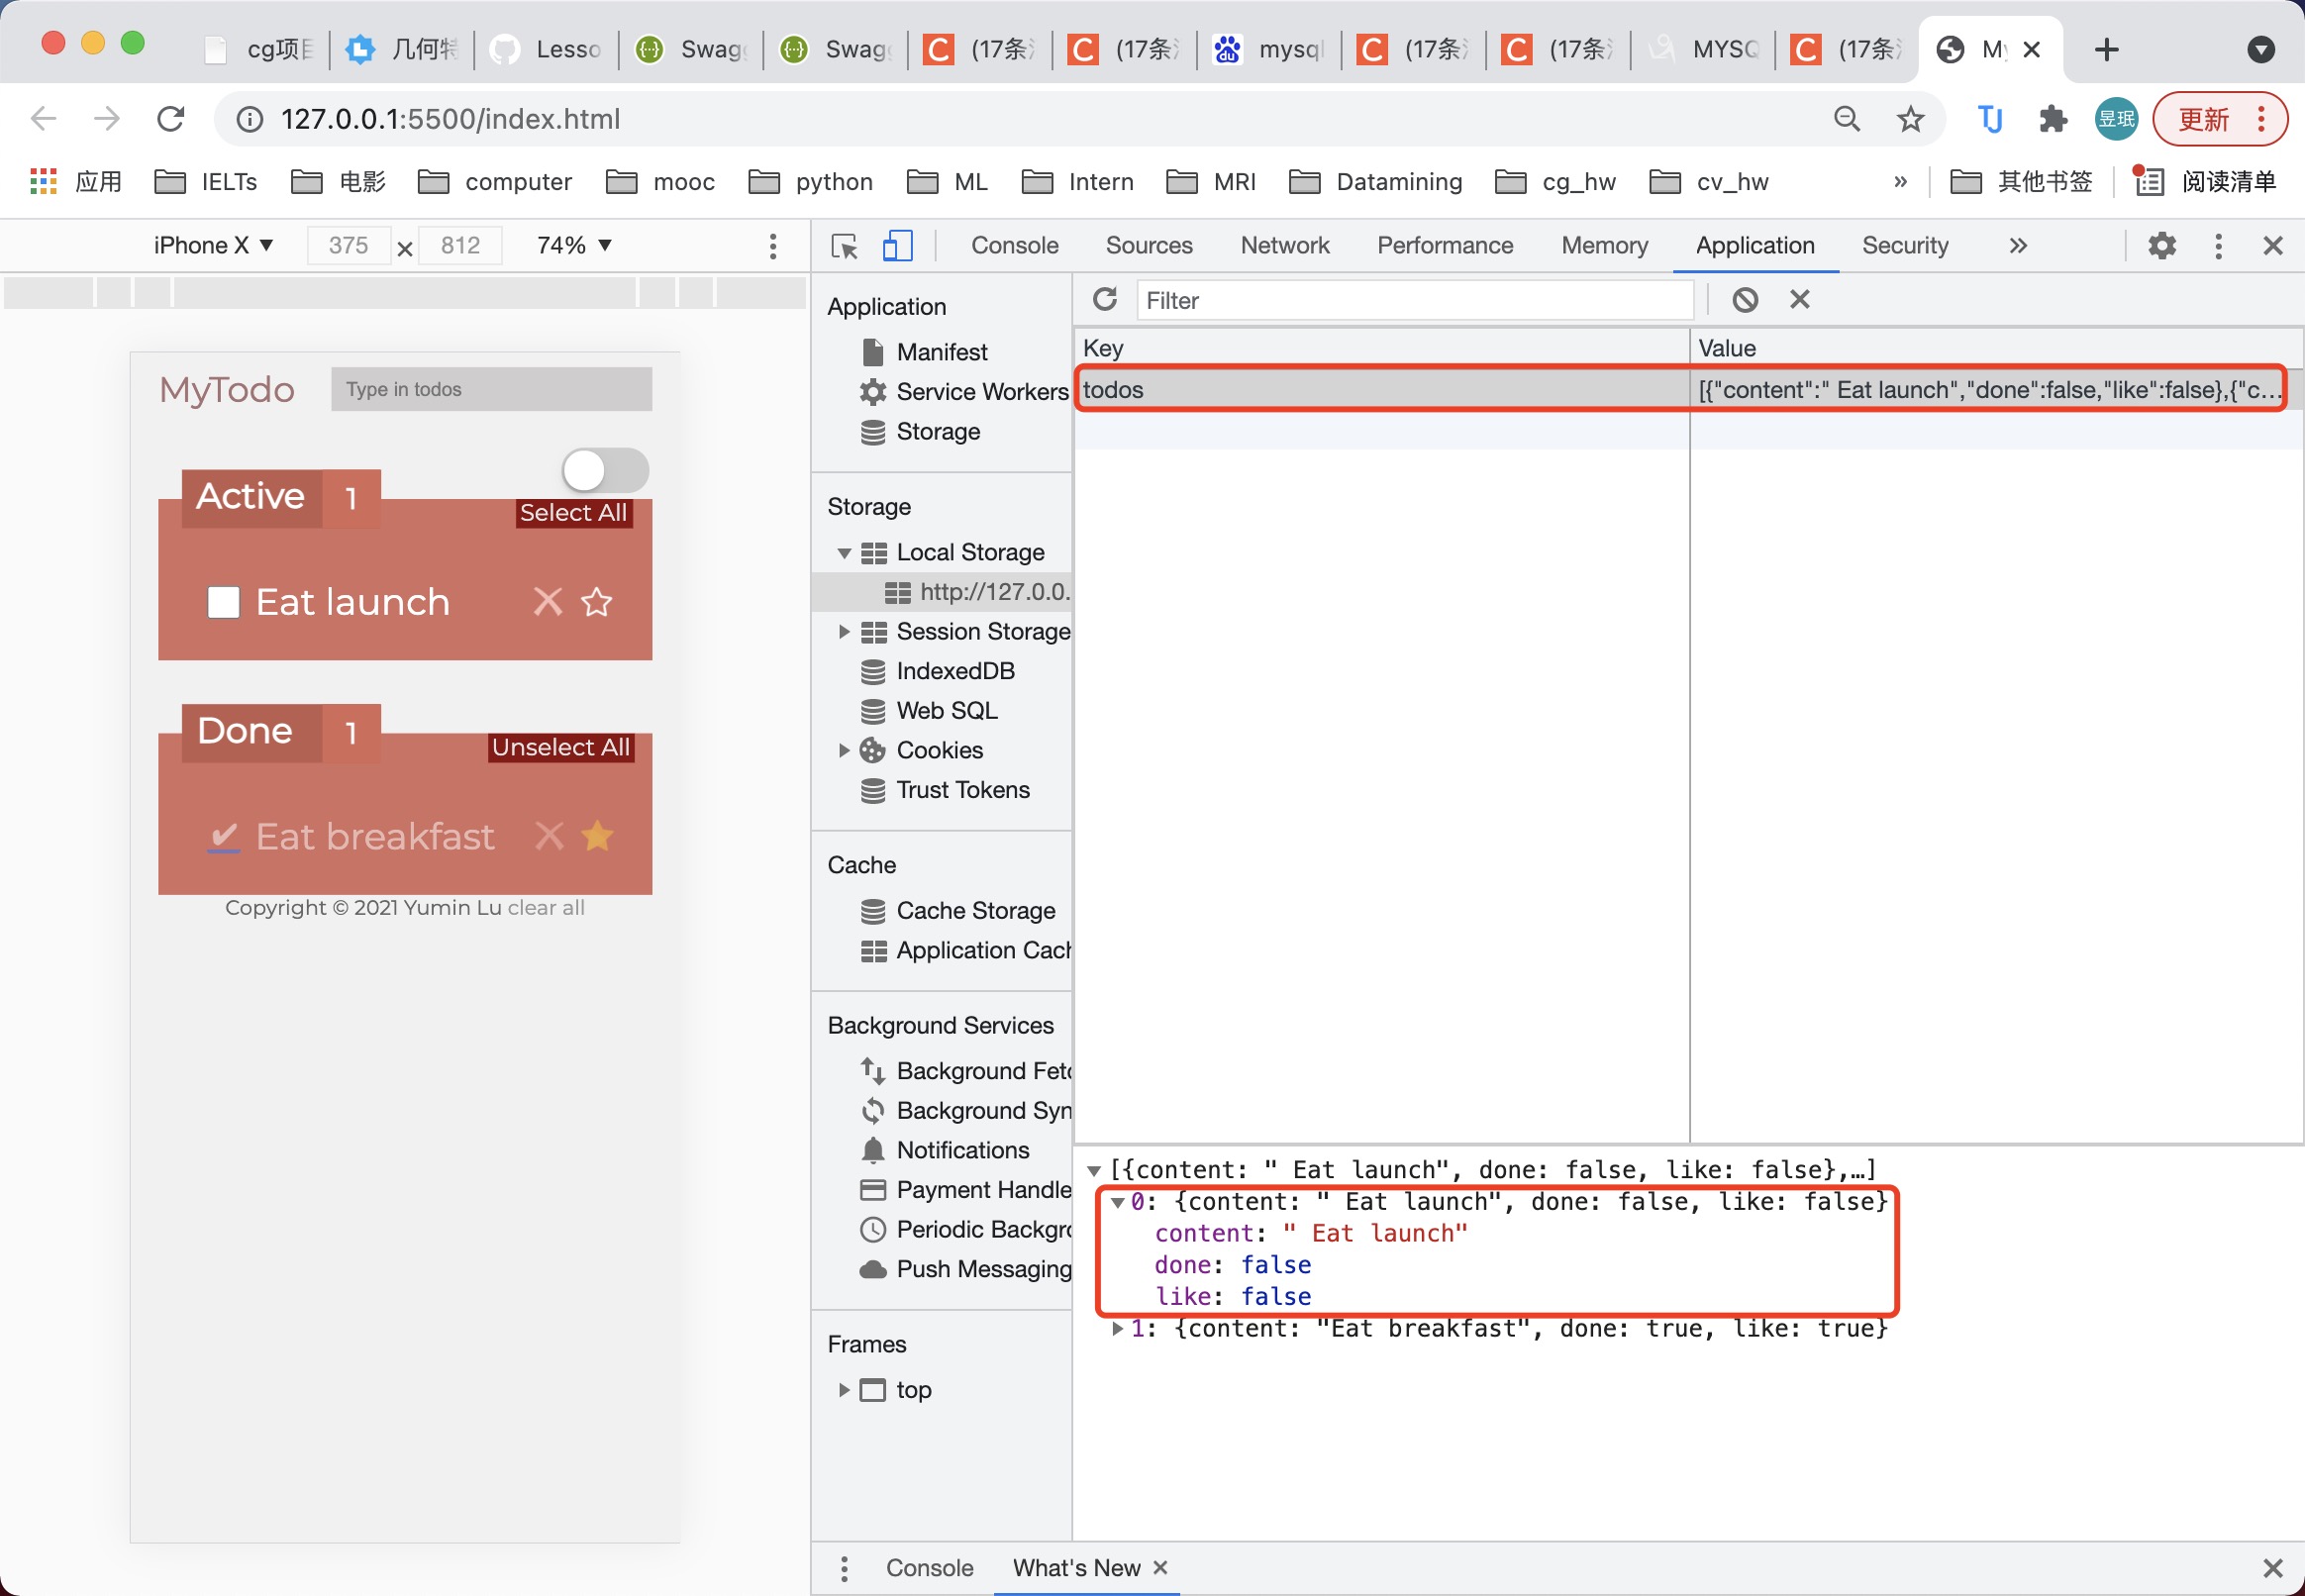 cg项目 几何特 Lesso Swag Swag (17条 (17条 mysql (17条 (17条 MYSQ (17条 My
127.0.0.1:5500/index.html 昱珉 更新
应用 IELTs 电影 computer mooc python ML Intern MRI Datamining cg_hw cv_hw » 其他书签 阅读清单
iPhone X ▼ 375 × 812 74% ▼
Console Sources Network Performance Memory Application Security »
MyTodo Type in todos
Active 1
Select All
Eat launch
Done 1
Unselect All
✔ Eat breakfast
Copyright © 2021 Yumin Lu clear all
Application
Manifest
Service Workers
Storage
Storage
Local Storage
http://127.0.0.
Session Storage
IndexedDB
Web SQL
Cookies
Trust Tokens
Cache
Cache Storage
Application Cach
Background Services
Background Fetc
Background Syn
Notifications
Payment Handle
Periodic Backgro
Push Messaging
Frames
top
Filter
Key Value
todos [{"content":" Eat launch","done":false,"like":false},{"c…
[{content: " Eat launch", done: false, like: false},…]
0: {content: " Eat launch", done: false, like: false}
content: " Eat launch"
done: false
like: false
1: {content: "Eat breakfast", done: true, like: true}
Console What's New